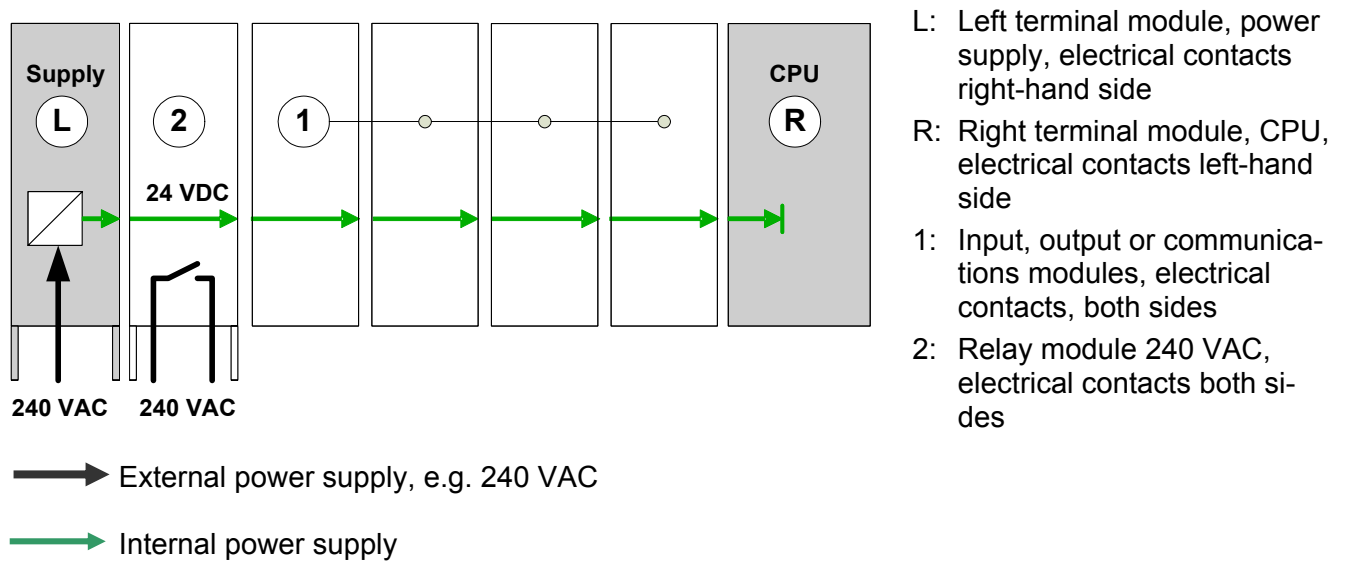 Supply
L
2
1
CPU
R
24 VDC
240 VAC
240 VAC
External power supply, e.g. 240 VAC
Internal power supply
L: Left terminal module, power
supply, electrical contacts
right-hand side
R: Right terminal module, CPU,
electrical contacts left-hand
side
1: Input, output or communica-
tions modules, electrical
contacts, both sides
2: Relay module 240 VAC,
electrical contacts both si-
des